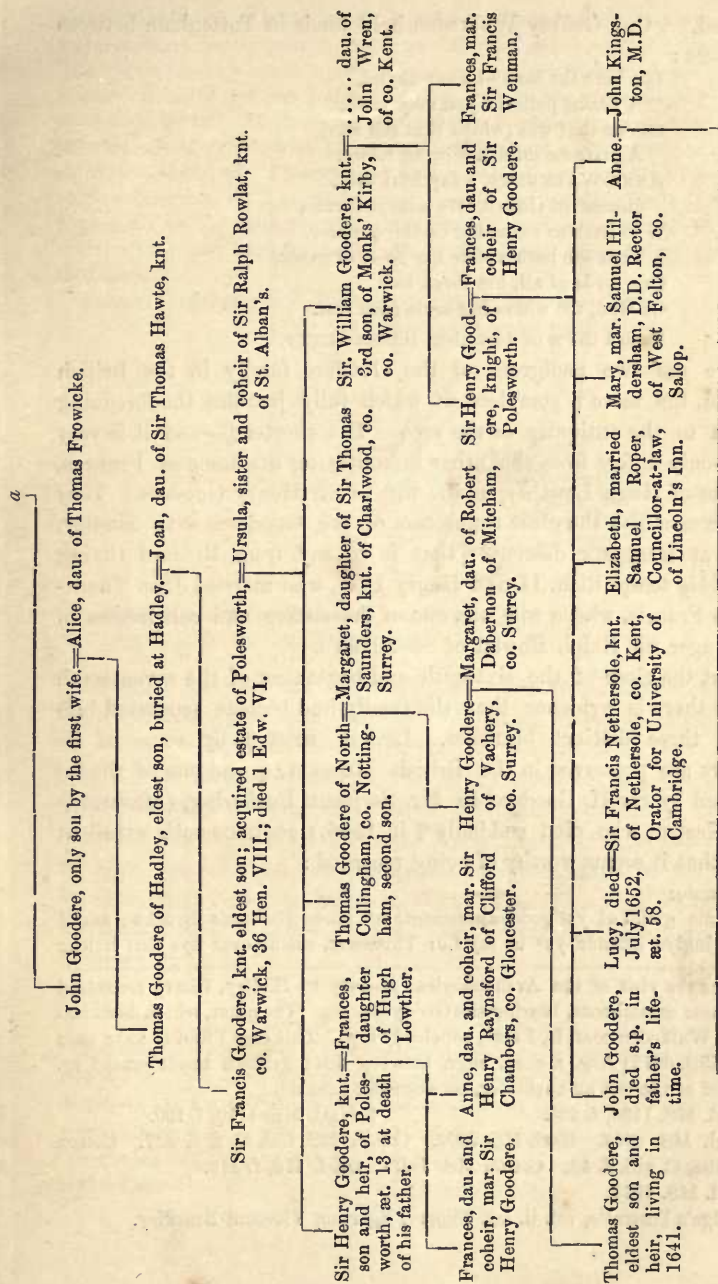 a
John Goodere, only son by the first wife.═Alice, dau. of Thomas Frowicke.
Thomas Goodere of Hadley, eldest son, buried at Hadley.═Joan, dau. of Sir Thomas Hawte, knt.
Sir Francis Goodere, knt. eldest son; acquired estate of Polesworth,═Ursula, sister and coheir of Sir Ralph Rowlat, knt.
co. Warwick, 36 Hen. VIII.; died 1 Edw. VI.
of St. Alban's.
Sir Henry Goodere, knt.═Frances,
son and heir, of Poles-
worth, æt. 13 at death
of his father.
daughter
of Hugh
Lowther.
Thomas Goodere of North═Margaret, daughter of Sir Thomas
Collingham, co. Notting-
ham, second son.
Saunders, knt. of Charlwood, co.
Surrey.
Sir. William Goodere, knt.═....... dau. of
3rd son, of Monks' Kirby,
co. Warwick.
John Wren,
of co. Kent.
Frances, dau. and
coheir, mar. Sir
Henry Goodere.
Anne, dau. and coheir, mar. Sir
Henry Raynsford of Clifford
Chambers, co. Gloucester.
Henry Goodere═Margaret, dau. of Robert
of Vachery,
co. Surrey.
Dabernon of Mitcham,
co. Surrey.
Sir Henry Good-═Frances, dau. and
ere, knight, of
Polesworth.
coheir of Sir
Henry Goodere.
Frances, mar.
Sir Francis
Wenman.
Thomas Goodere,
eldest son and
heir, living in
1641.
John Goodere,
died s.p. in
father's life-
time.
Lucy, died═Sir Francis Nethersole, knt.
July 1652,
æt. 58.
of Nethersole, co. Kent,
Orator for University of
Cambridge.
Elizabeth, married
Samuel Roper,
Councillor-at-law,
of Lincoln's Inn.
Mary, mar. Samuel Hil-
dersham, D.D. Rector
of West Felton, co.
Salop.
Anne.═John Kings-
ton, M.D.